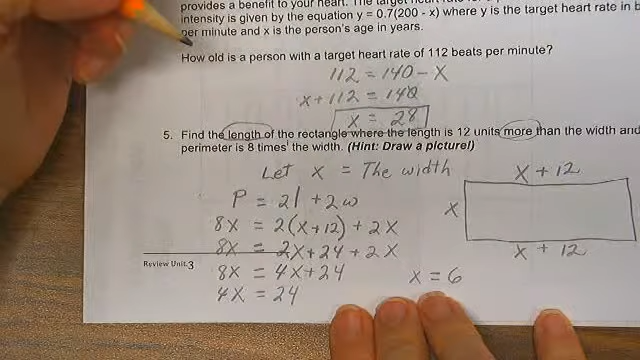 provides a benefit to your heart. The target heart rate for a
intensity is given by the equation y = 0.7(200 - x) where y is the target heart rate in b
per minute and x is the person's age in years.
How old is a person with a target heart rate of 112 beats per minute?
112 = 140 - x
x + 112 = 140
x = 28
5. Find the length of the rectangle where the length is 12 units more than the width and
perimeter is 8 times the width. (Hint: Draw a picture!)
Let x = The width
x + 12
P = 2l + 2w
x
8x = 2(x+12) + 2x
8x = 2x + 24 + 2x
x + 12
Review Unit 3
8x = 4x + 24
x = 6
4x = 24